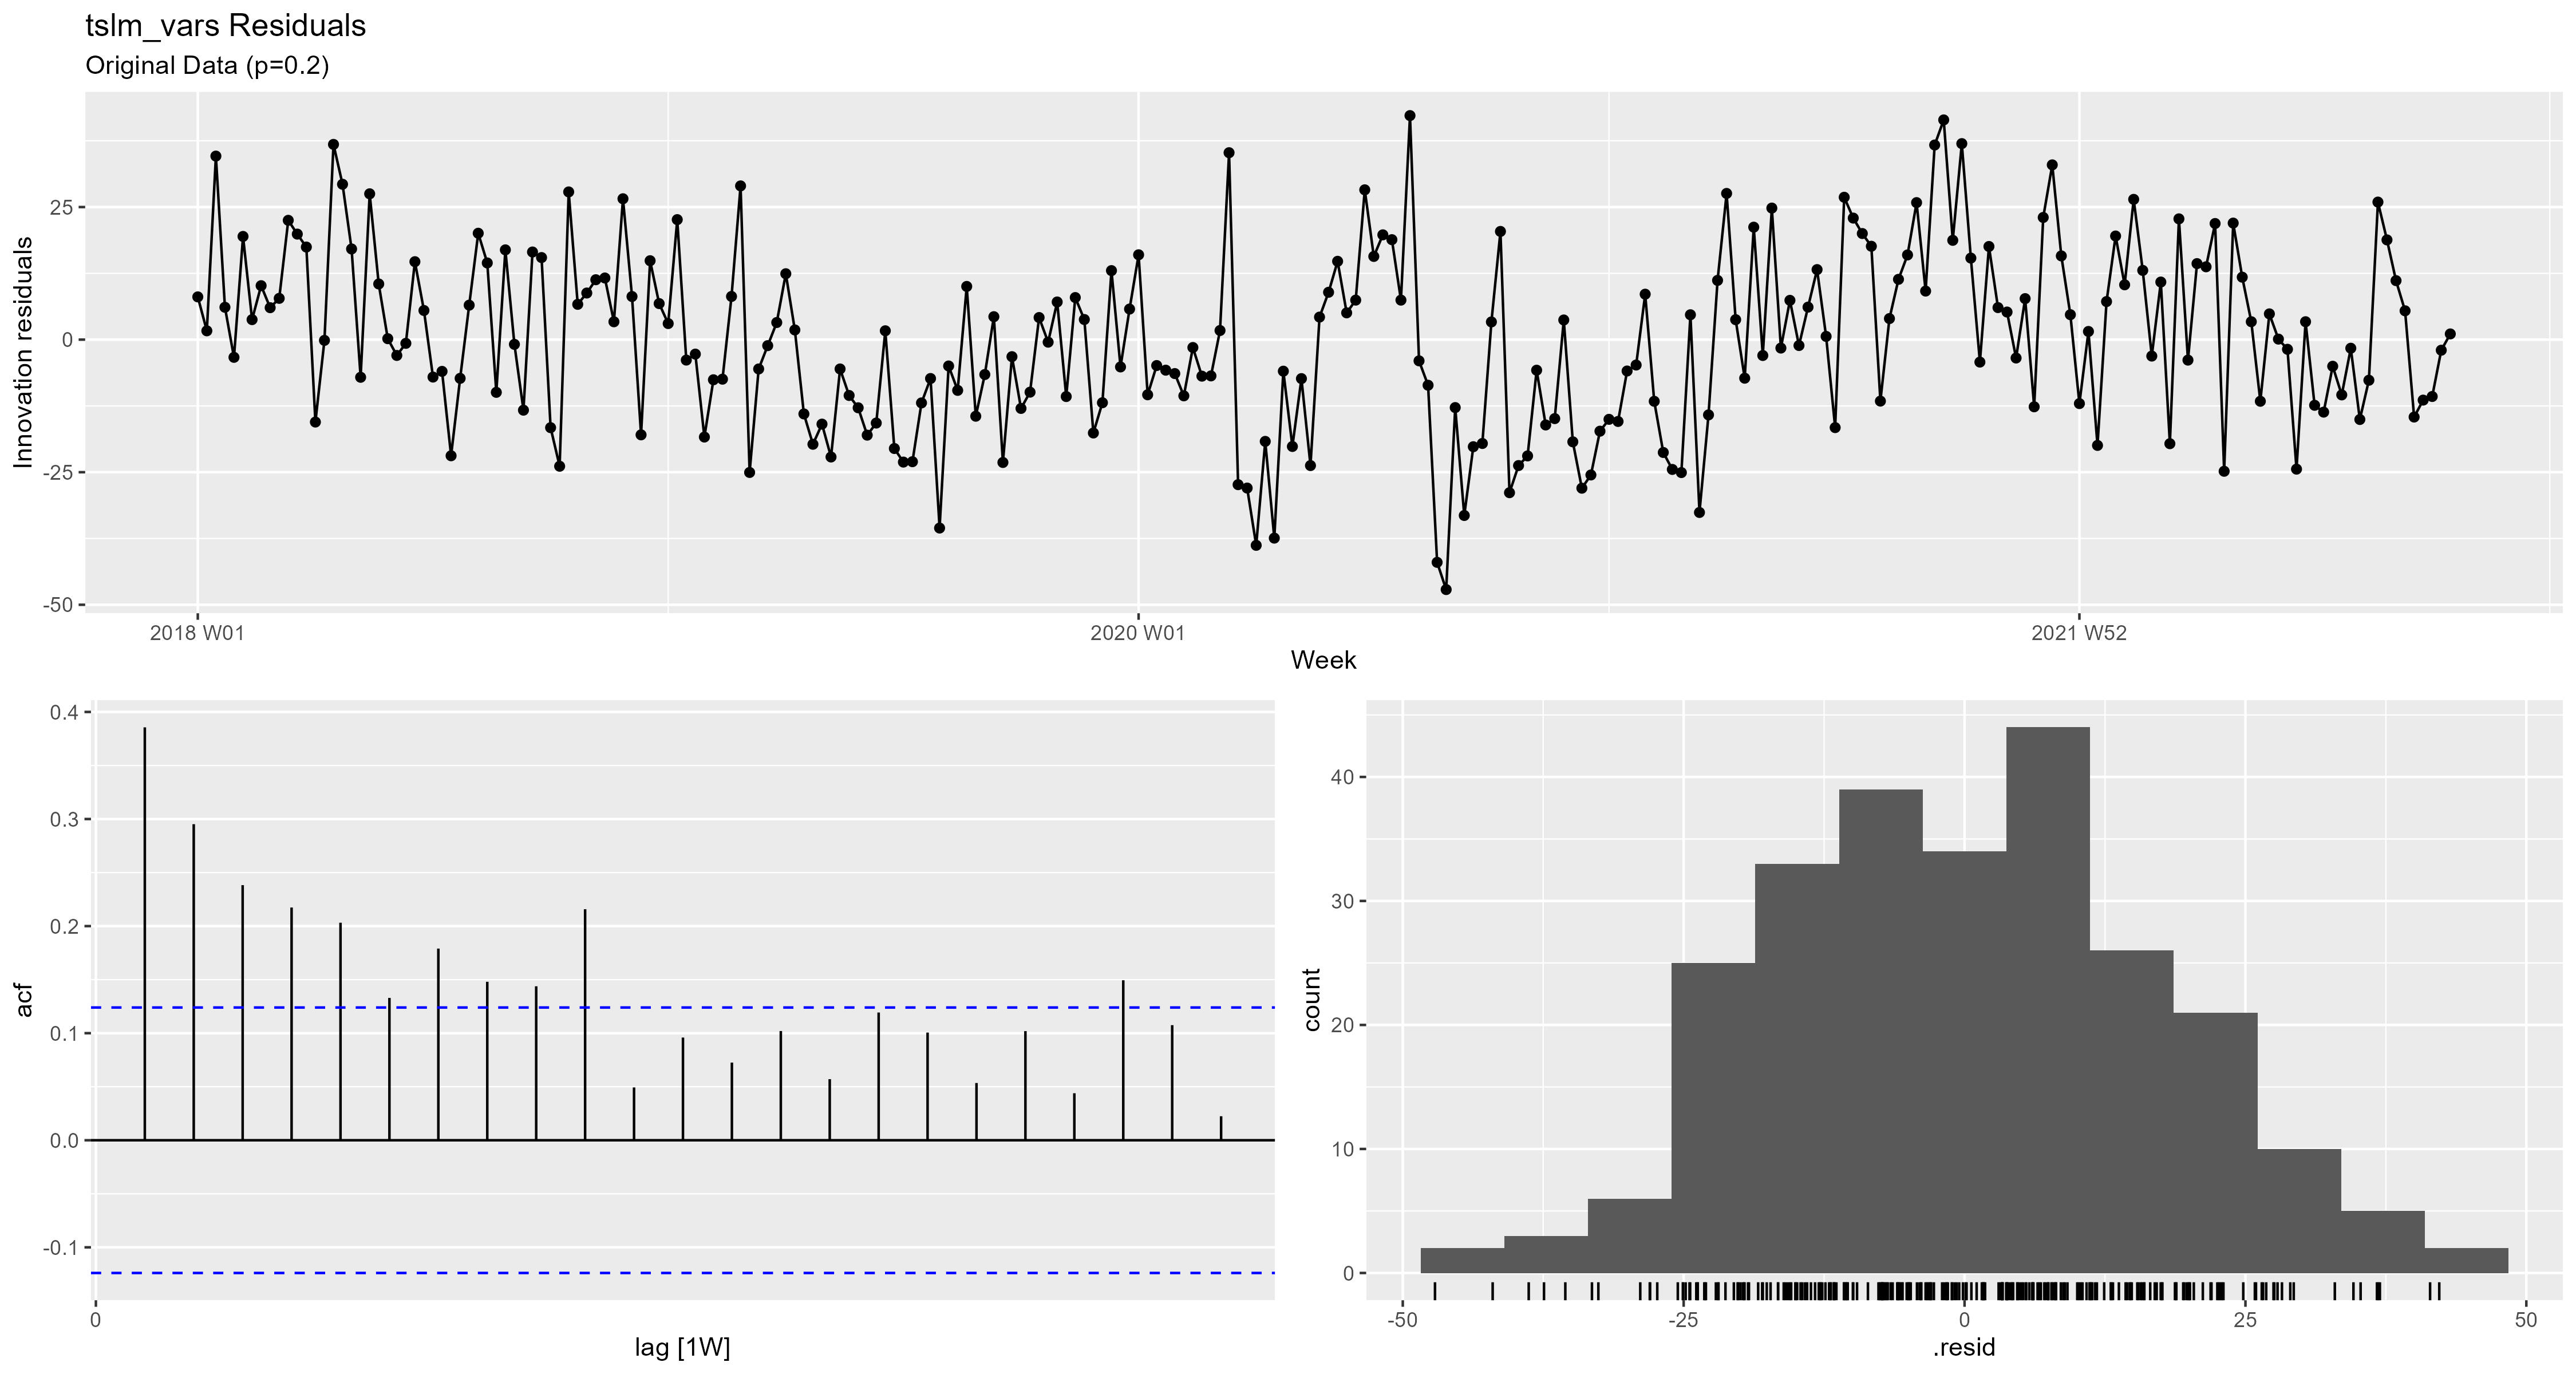 tslm_vars Residuals
Original Data (p=0.2)
Innovation residuals
25
0
-25
-50
2018 W01
2020 W01
2021 W52
Week
acf
0.4
0.3
0.2
0.1
0.0
-0.1
0
lag [1W]
count
40
30
20
10
0
-50
-25
0
25
50
.resid